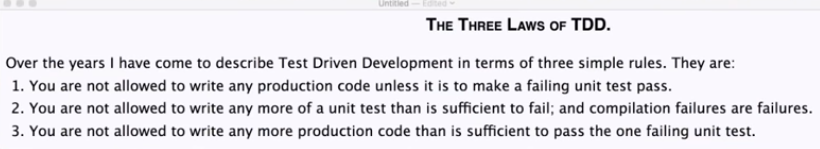 Untitled — Edited
THE THREE LAWS OF TDD.
Over the years I have come to describe Test Driven Development in terms of three simple rules. They are:
1. You are not allowed to write any production code unless it is to make a failing unit test pass.
2. You are not allowed to write any more of a unit test than is sufficient to fail; and compilation failures are failures.
3. You are not allowed to write any more production code than is sufficient to pass the one failing unit test.